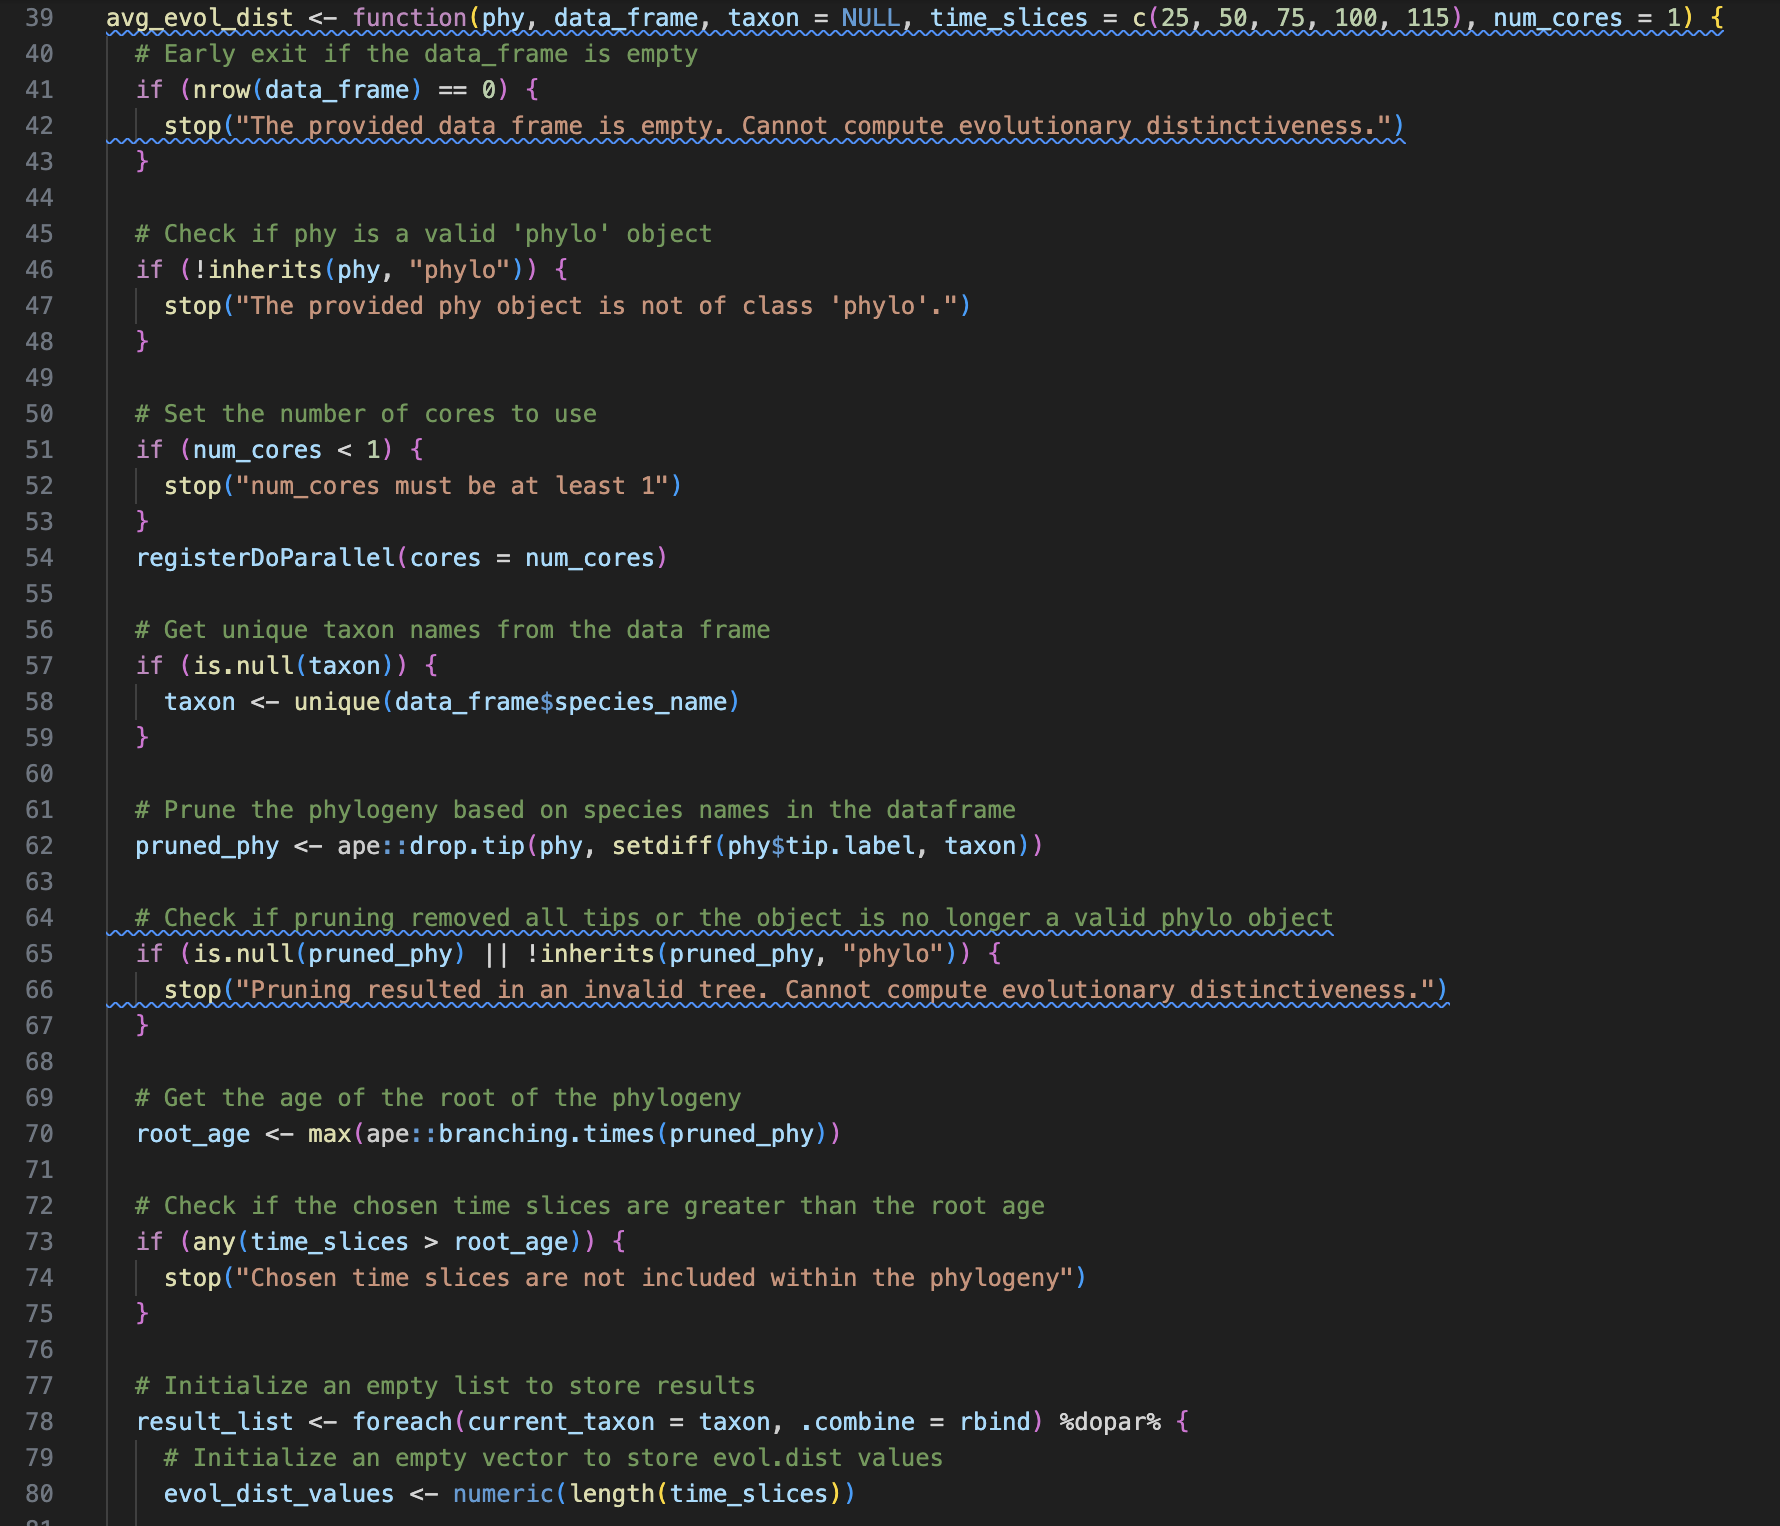 39 avg_evol_dist <- function(phy, data_frame, taxon = NULL, time_slices = c(25, 50, 75, 100, 115), num_cores = 1) {
40 # Early exit if the data_frame is empty
41 if (nrow(data_frame) == 0) {
42 stop("The provided data frame is empty. Cannot compute evolutionary distinctiveness.")
43 }
44
45 # Check if phy is a valid 'phylo' object
46 if (!inherits(phy, "phylo")) {
47 stop("The provided phy object is not of class 'phylo'.")
48 }
49
50 # Set the number of cores to use
51 if (num_cores < 1) {
52 stop("num_cores must be at least 1")
53 }
54 registerDoParallel(cores = num_cores)
55
56 # Get unique taxon names from the data frame
57 if (is.null(taxon)) {
58 taxon <- unique(data_frame$species_name)
59 }
60
61 # Prune the phylogeny based on species names in the dataframe
62 pruned_phy <- ape::drop.tip(phy, setdiff(phy$tip.label, taxon))
63
64 # Check if pruning removed all tips or the object is no longer a valid phylo object
65 if (is.null(pruned_phy) || !inherits(pruned_phy, "phylo")) {
66 stop("Pruning resulted in an invalid tree. Cannot compute evolutionary distinctiveness.")
67 }
68
69 # Get the age of the root of the phylogeny
70 root_age <- max(ape::branching.times(pruned_phy))
71
72 # Check if the chosen time slices are greater than the root age
73 if (any(time_slices > root_age)) {
74 stop("Chosen time slices are not included within the phylogeny")
75 }
76
77 # Initialize an empty list to store results
78 result_list <- foreach(current_taxon = taxon, .combine = rbind) %dopar% {
79 # Initialize an empty vector to store evol.dist values
80 evol_dist_values <- numeric(length(time_slices))
81